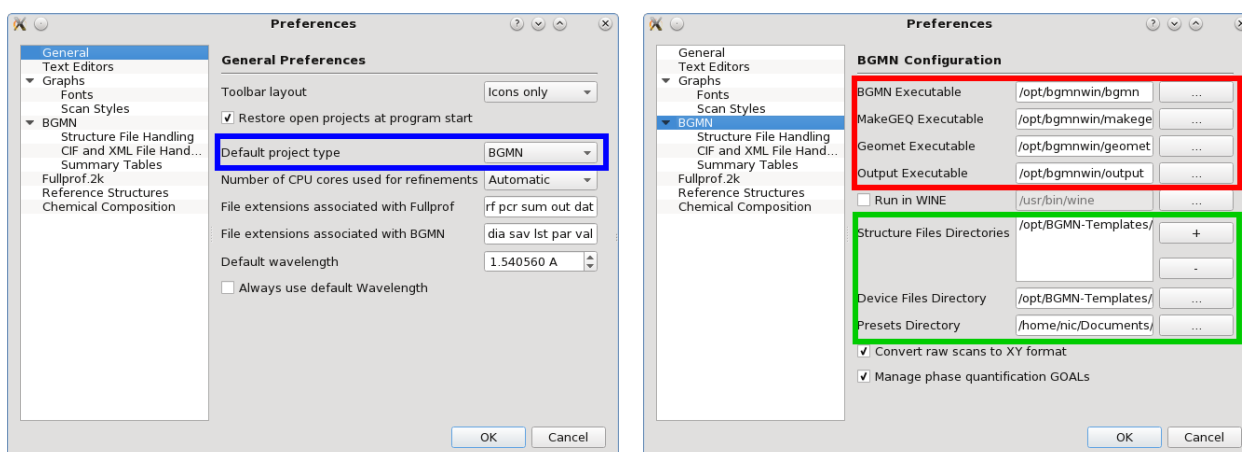 Preferences
General
Text Editors
Graphs
Fonts
Scan Styles
BGMN
Structure File Handling
CIF and XML File Hand...
Summary Tables
Fullprof.2k
Reference Structures
Chemical Composition
General Preferences
Toolbar layout Icons only
Restore open projects at program start
Default project type BGMN
Number of CPU cores used for refinements Automatic
File extensions associated with Fullprof rf pcr sum out dat
File extensions associated with BGMN dia sav lst par val
Default wavelength 1.540560 A
Always use default Wavelength
OK Cancel
Preferences
General
Text Editors
Graphs
Fonts
Scan Styles
BGMN
Structure File Handling
CIF and XML File Hand...
Summary Tables
Fullprof.2k
Reference Structures
Chemical Composition
BGMN Configuration
BGMN Executable /opt/bgmnwin/bgmn ...
MakeGEQ Executable /opt/bgmnwin/makege ...
Geomet Executable /opt/bgmnwin/geomet ...
Output Executable /opt/bgmnwin/output ...
Run in WINE /usr/bin/wine ...
Structure Files Directories /opt/BGMN-Templates/ +
-
Device Files Directory /opt/BGMN-Templates/ ...
Presets Directory /home/nic/Documents/ ...
Convert raw scans to XY format
Manage phase quantification GOALs
OK Cancel